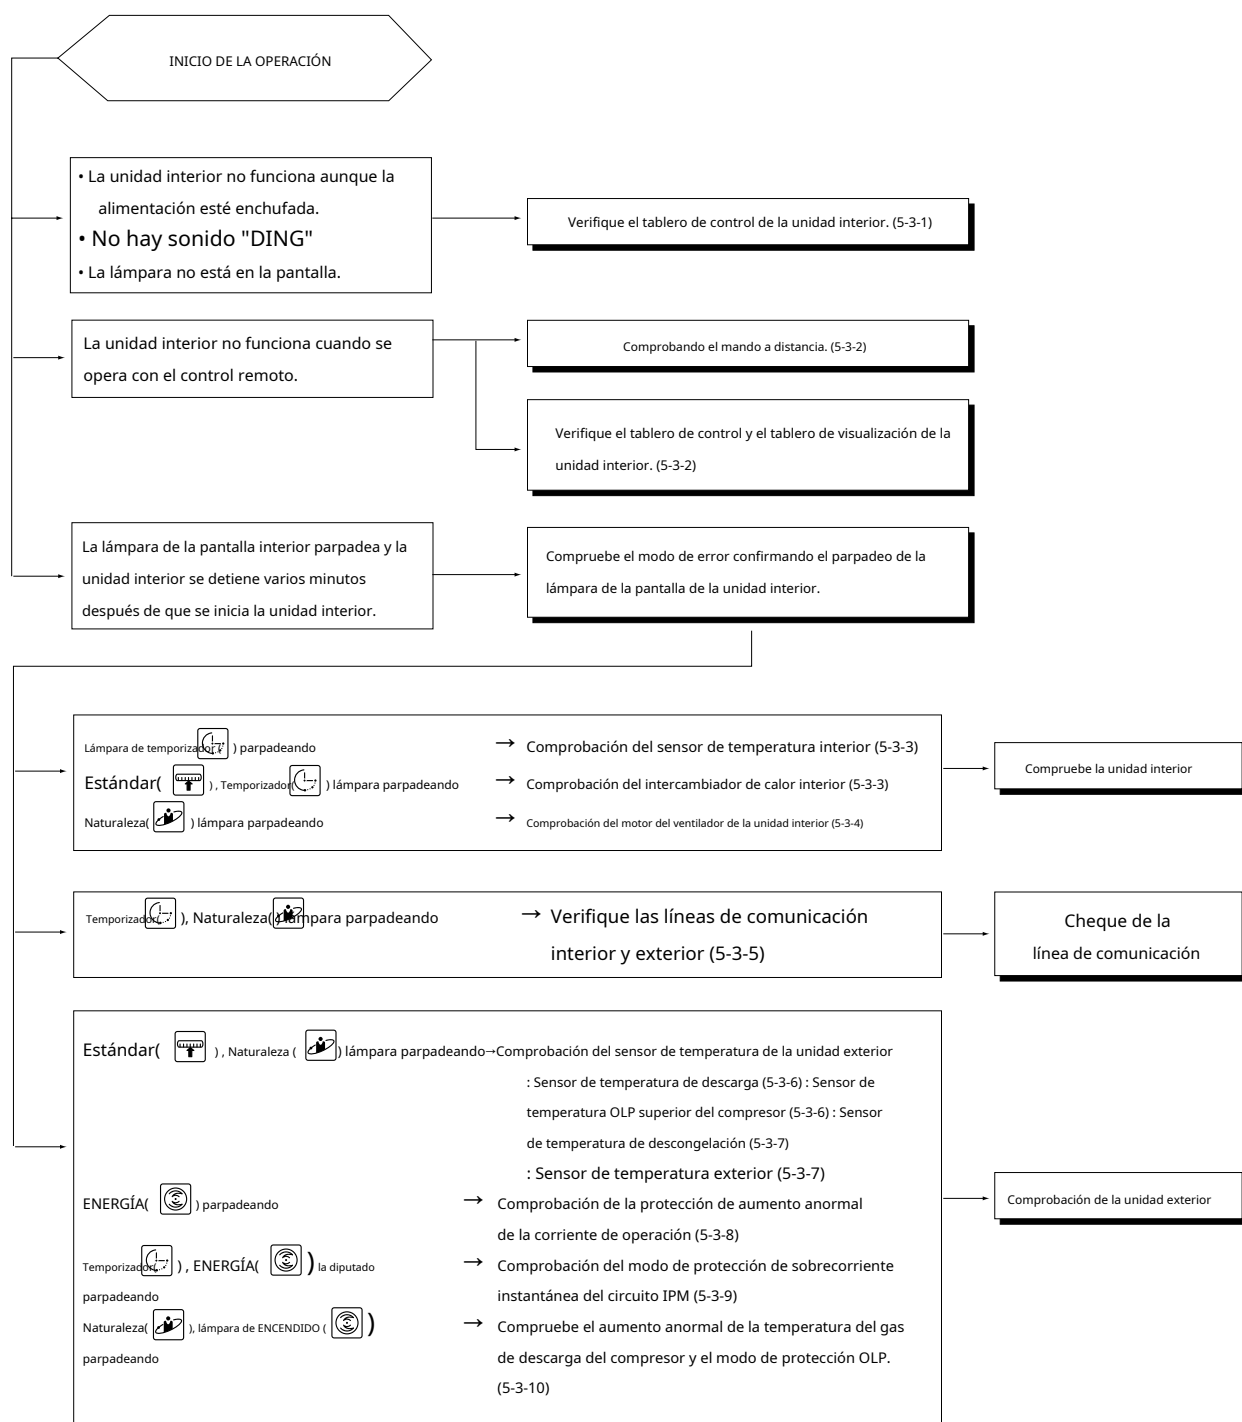 INICIO DE LA OPERACIÓN
• La unidad interior no funciona aunque la
alimentación esté enchufada.
• No hay sonido "DING"
• La lámpara no está en la pantalla.
Verifique el tablero de control de la unidad interior. (5-3-1)
La unidad interior no funciona cuando se
opera con el control remoto.
Comprobando el mando a distancia. (5-3-2)
Verifique el tablero de control y el tablero de visualización de la
unidad interior. (5-3-2)
La lámpara de la pantalla interior parpadea y la
unidad interior se detiene varios minutos
después de que se inicia la unidad interior.
Compruebe el modo de error confirmando el parpadeo de la
lámpara de la pantalla de la unidad interior.
Lámpara de temporizador( ) parpadeando → Comprobación del sensor de temperatura interior (5-3-3)
Estándar( ) , Temporizador( ) lámpara parpadeando → Comprobación del intercambiador de calor interior (5-3-3)
Naturaleza( ) lámpara parpadeando → Comprobación del motor del ventilador de la unidad interior (5-3-4)
Compruebe la unidad interior
Temporizador( ), Naturaleza( ) lámpara parpadeando → Verifique las líneas de comunicación
interior y exterior (5-3-5)
Cheque de la
línea de comunicación
Estándar( ) , Naturaleza ( ) lámpara parpadeando→Comprobación del sensor de temperatura de la unidad exterior
: Sensor de temperatura de descarga (5-3-6) : Sensor de
temperatura OLP superior del compresor (5-3-6) : Sensor
de temperatura de descongelación (5-3-7)
: Sensor de temperatura exterior (5-3-7)
ENERGÍA( ) parpadeando → Comprobación de la protección de aumento anormal
de la corriente de operación (5-3-8)
Temporizador( ) , ENERGÍA( ) la diputado → Comprobación del modo de protección de sobrecorriente
parpadeando instantánea del circuito IPM (5-3-9)
Naturaleza( ), lámpara de ENCENDIDO ( ) → Compruebe el aumento anormal de la temperatura del gas
parpadeando de descarga del compresor y el modo de protección OLP.
(5-3-10)
Comprobación de la unidad exterior